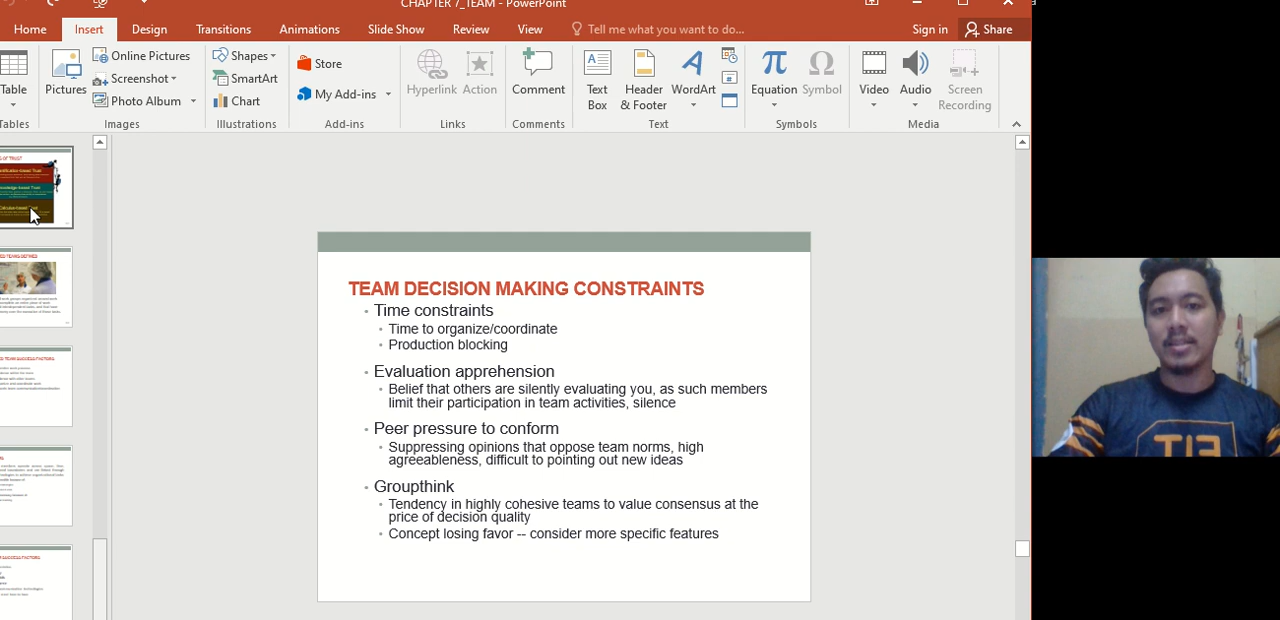 CHAPTER 7_TEAM - PowerPoint
Home Insert Design Transitions Animations Slide Show Review View Tell me what you want to do... Sign in Share
Table Pictures Online Pictures Screenshot Photo Album
Shapes SmartArt Chart
Store My Add-ins
Hyperlink Action Comment
Text Box Header & Footer WordArt
Equation Symbol Video Audio Screen Recording
Tables Images Illustrations Add-ins Links Comments Text Symbols Media
TEAM DECISION MAKING CONSTRAINTS
Time constraints
Time to organize/coordinate
Production blocking
Evaluation apprehension
Belief that others are silently evaluating you, as such members
limit their participation in team activities, silence
Peer pressure to conform
Suppressing opinions that oppose team norms, high
agreeableness, difficult to pointing out new ideas
Groupthink
Tendency in highly cohesive teams to value consensus at the
price of decision quality
Concept losing favor -- consider more specific features